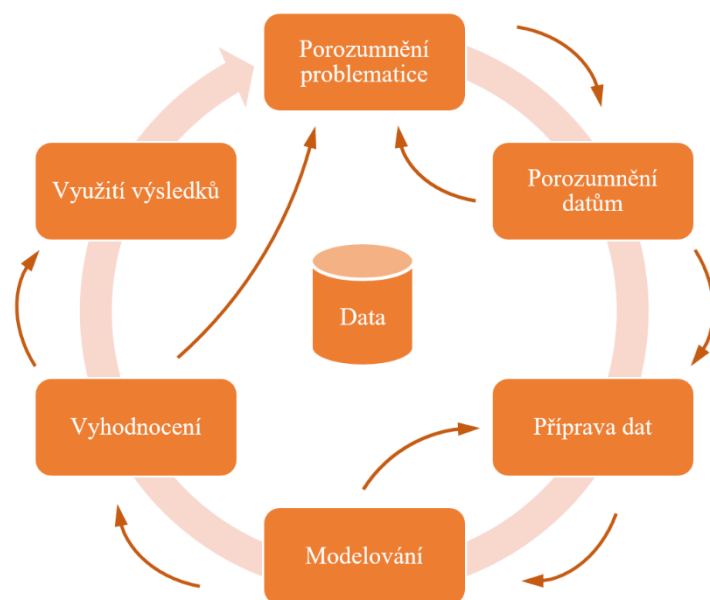 Porozumnění
problematice
Porozumnění
datům
Příprava dat
Modelování
Vyhodnocení
Využití výsledků
Data